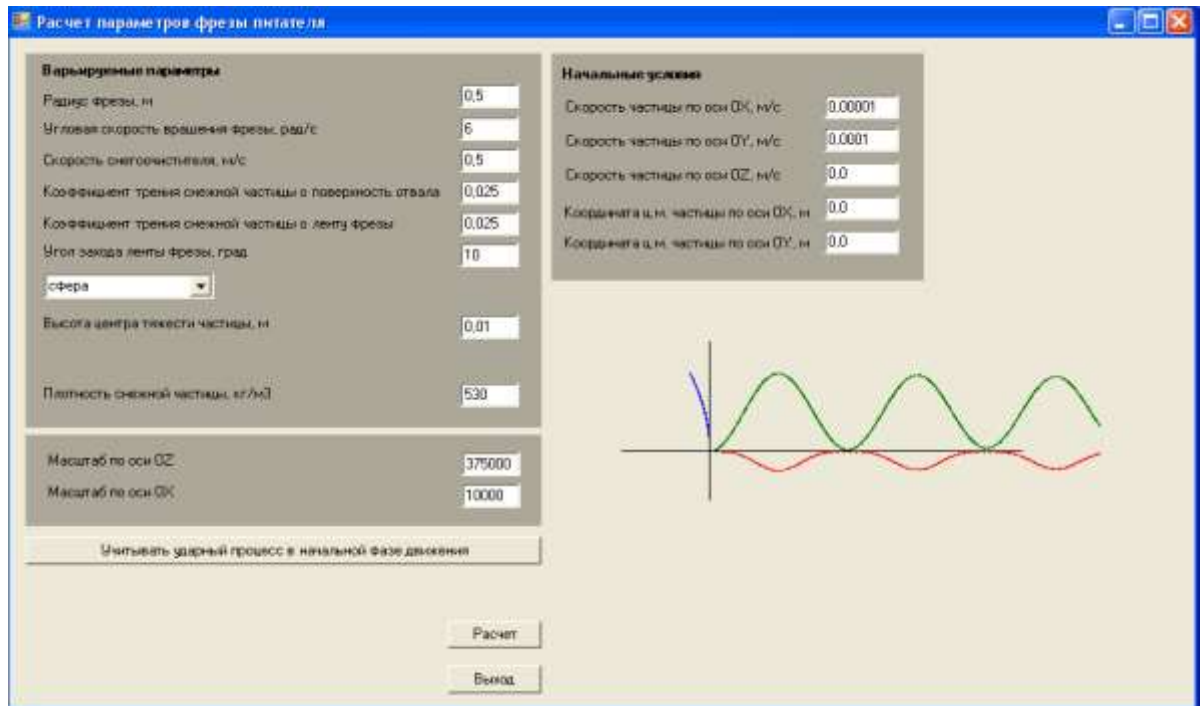 Расчет параметров фрезы питателя
Варьируемые параметры
Радиус фрезы, м
0,5
Угловая скорость вращения фрезы, рад/с
6
Скорость снегоочистителя, м/с
0,5
Коэффициент трения снежной частицы о поверхность отвала
0,025
Коэффициент трения снежной частицы о ленту фрезы
0,025
Угол захода ленты фрезы, град
10
сфера
Высота центра тяжести частицы, м
0,01
Плотность снежной частицы, кг/м3
530
Масштаб по оси OZ
375000
Масштаб по оси OX
10000
Учитывать ударный процесс в начальной фазе движения
Расчет
Выход
Начальные условия
Скорость частицы по оси OX, м/с
0.00001
Скорость частицы по оси OY, м/с
0.0001
Скорость частицы по оси OZ, м/с
0,0
Координата ц.м. частицы по оси OX, м
0.0
Координата ц.м. частицы по оси OY, м
0.0